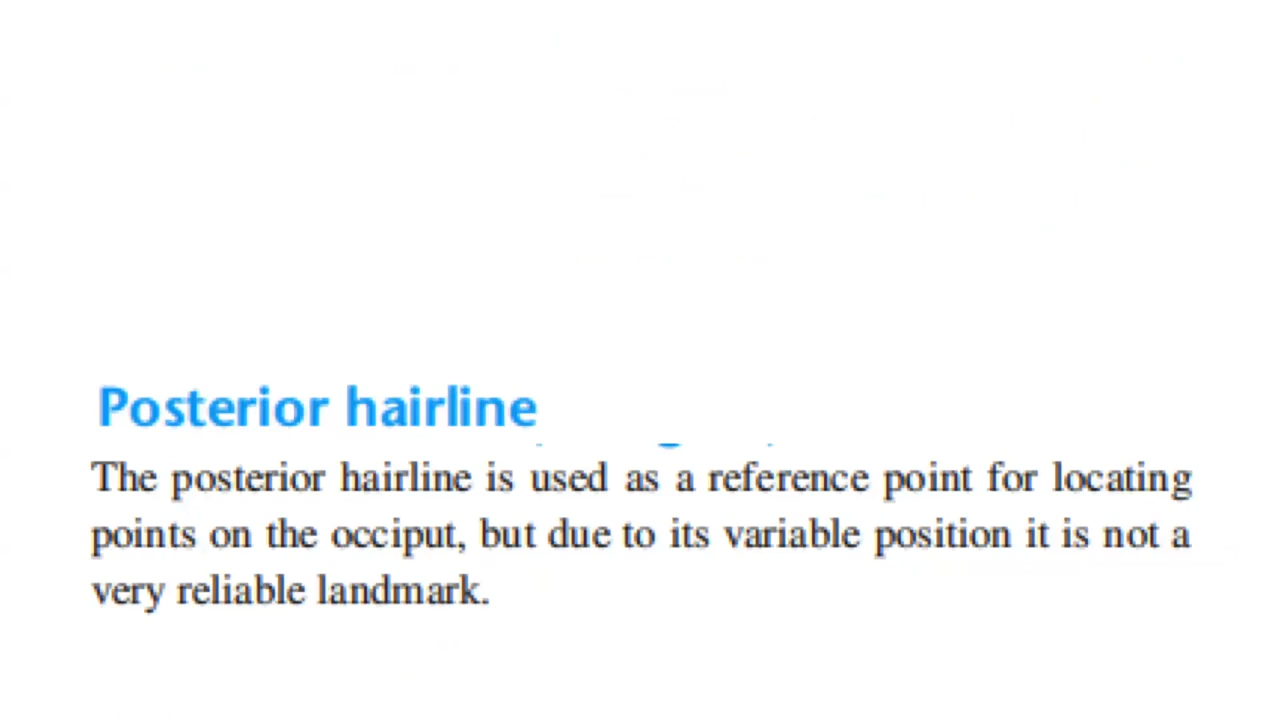 Posterior hairline
The posterior hairline is used as a reference point for locating
points on the occiput, but due to its variable position it is not a
very reliable landmark.